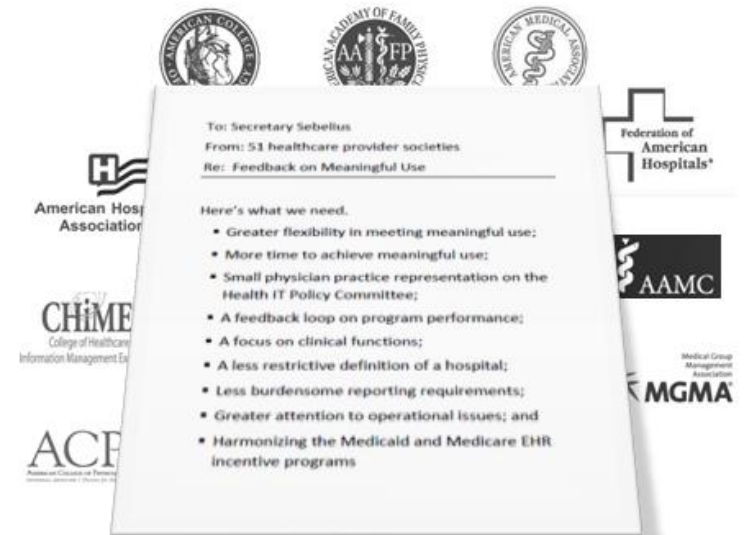 AMERICAN COLLEGE
AMERICAN ACADEMY OF FAMILY
AA FP
AMERICAN MEDICAL
To: Secretary Sebelius
From: 51 healthcare provider societies
Re: Feedback on Meaningful Use
Federation of
American
Hospitals®
H
American
Association
Here's what we need.
• Greater flexibility in meeting meaningful use;
• More time to achieve meaningful use;
• Small physician practice representation on the
Health IT Policy Committee;
• A feedback loop on program performance;
• A focus on clinical functions;
• A less restrictive definition of a hospital;
• Less burdensome reporting requirements;
• Greater attention to operational issues; and
• Harmonizing the Medicaid and Medicare EHR
incentive programs
AAMC
CHiME
College of Healthcare
Information Management
Medical Group
Management
Association
MGMA
ACP